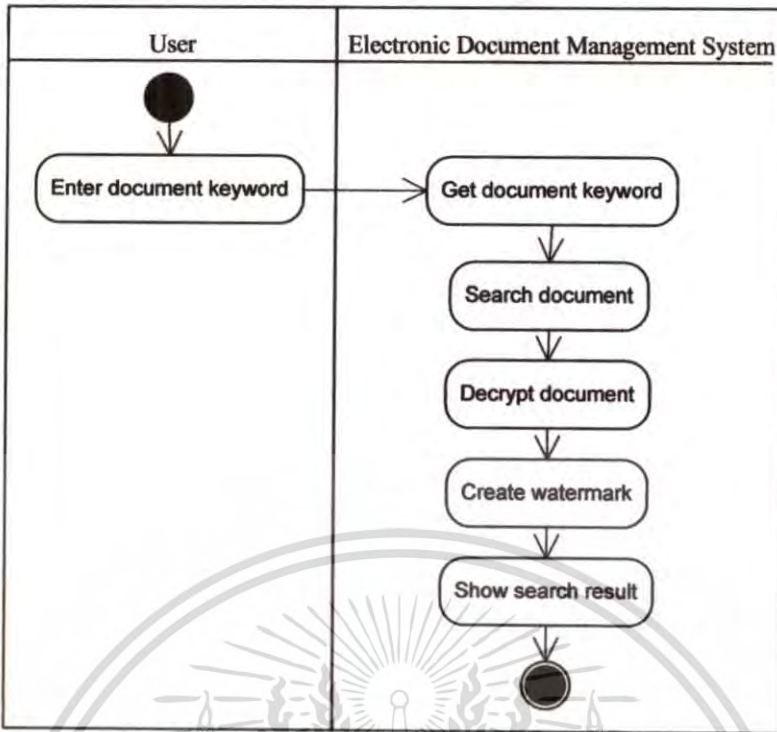 User
Electronic Document Management System
Enter document keyword
Get document keyword
Search document
Decrypt document
Create watermark
Show search result